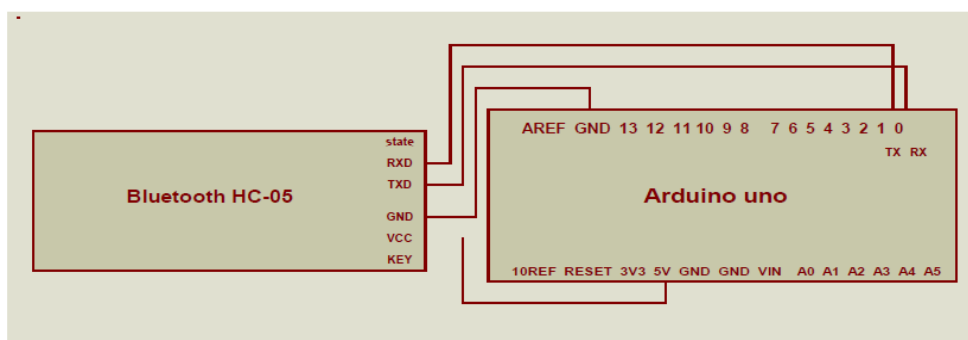 state
RXD
TXD
Bluetooth HC-05
GND
VCC
KEY
AREF GND 13 12 11 10 9 8 7 6 5 4 3 2 1 0
TX RX
Arduino uno
10REF RESET 3V3 5V GND GND VIN A0 A1 A2 A3 A4 A5